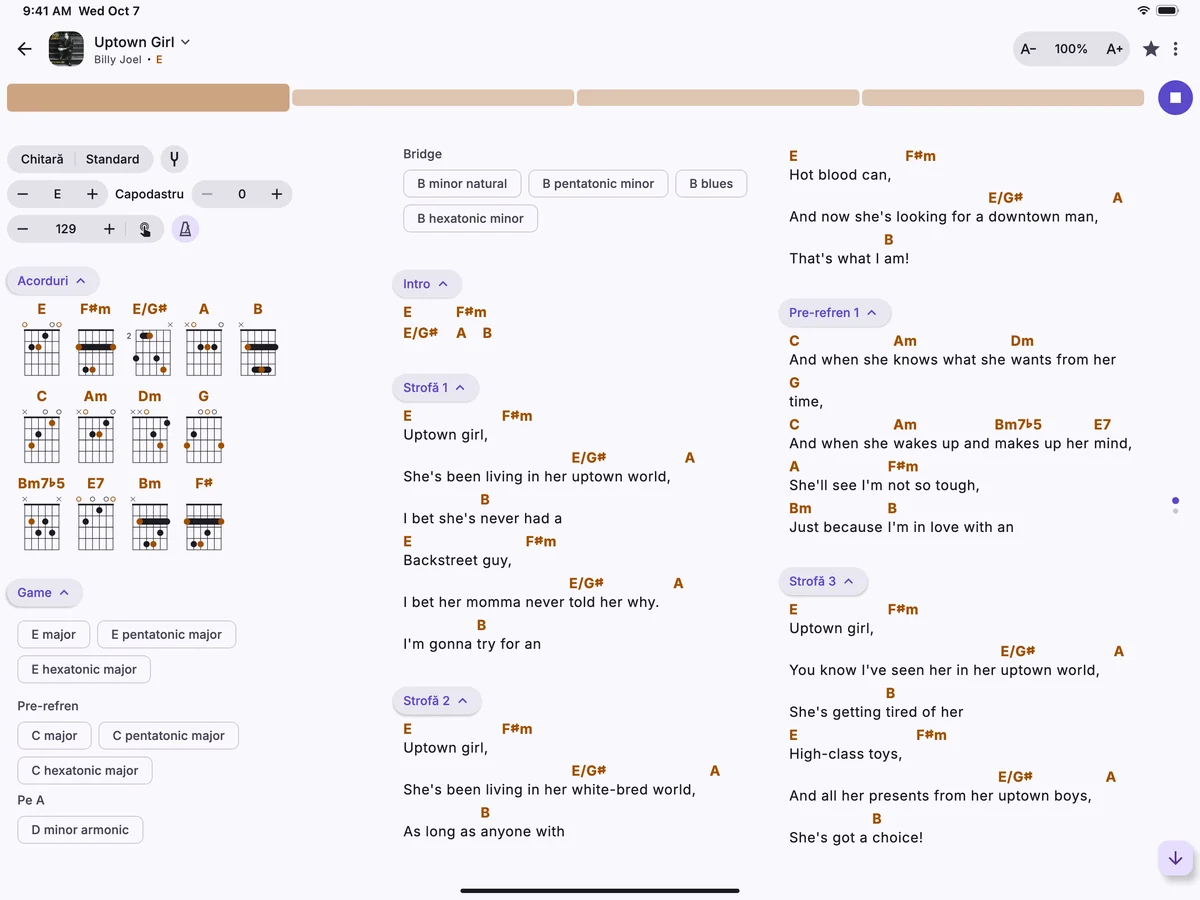 9:41 AM Wed Oct 7
Uptown Girl
Billy Joel • E
A− 100% A+
Chitară Standard
− E + Capodastru − 0 +
− 129 +
Acorduri
E F#m E/G# A B
2
C Am Dm G
Bm7♭5 E7 Bm F#
Game
E major E pentatonic major
E hexatonic major
Pre-refren
C major C pentatonic major
C hexatonic major
Pe A
D minor armonic
Bridge
B minor natural B pentatonic minor B blues
B hexatonic minor
Intro
E F#m
E/G# A B
Strofă 1
E F#m
Uptown girl,
E/G# A
She's been living in her uptown world,
B
I bet she's never had a
E F#m
Backstreet guy,
E/G# A
I bet her momma never told her why.
B
I'm gonna try for an
Strofă 2
E F#m
Uptown girl,
E/G# A
She's been living in her white-bred world,
B
As long as anyone with
E F#m
Hot blood can,
E/G# A
And now she's looking for a downtown man,
B
That's what I am!
Pre-refren 1
C Am Dm
And when she knows what she wants from her
G
time,
C Am Bm7♭5 E7
And when she wakes up and makes up her mind,
A F#m
She'll see I'm not so tough,
Bm B
Just because I'm in love with an
Strofă 3
E F#m
Uptown girl,
E/G# A
You know I've seen her in her uptown world,
B
She's getting tired of her
E F#m
High-class toys,
E/G# A
And all her presents from her uptown boys,
B
She's got a choice!